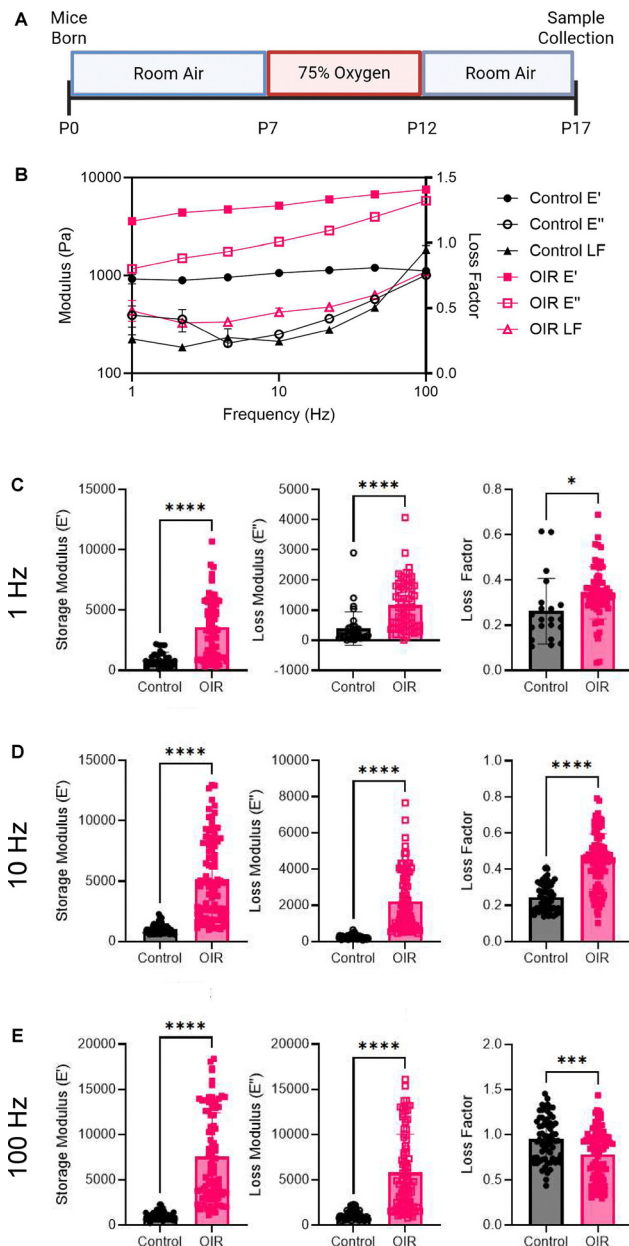 A
Mice
Born
Sample
Collection
Room Air
75% Oxygen
Room Air
P0
P7
P12
P17
B
10000
1000
100
Modulus (Pa)
1.5
1.0
0.5
0.0
Loss Factor
1
10
100
Frequency (Hz)
Control E'
Control E"
Control LF
OIR E'
OIR E"
OIR LF
C
1 Hz
Storage Modulus (E')
15000
10000
5000
0
****
Control
OIR
Loss Modulus (E")
5000
4000
3000
2000
1000
0
-1000
****
Control
OIR
Loss Factor
0.8
0.6
0.4
0.2
0.0
*
Control
OIR
D
10 Hz
Storage Modulus (E')
15000
10000
5000
0
****
Control
OIR
Loss Modulus (E")
10000
8000
6000
4000
2000
0
****
Control
OIR
Loss Factor
1.0
0.8
0.6
0.4
0.2
0.0
****
Control
OIR
E
100 Hz
Storage Modulus (E')
20000
15000
10000
5000
0
****
Control
OIR
Loss Modulus (E")
20000
15000
10000
5000
0
****
Control
OIR
Loss Factor
2.0
1.5
1.0
0.5
0.0
***
Control
OIR